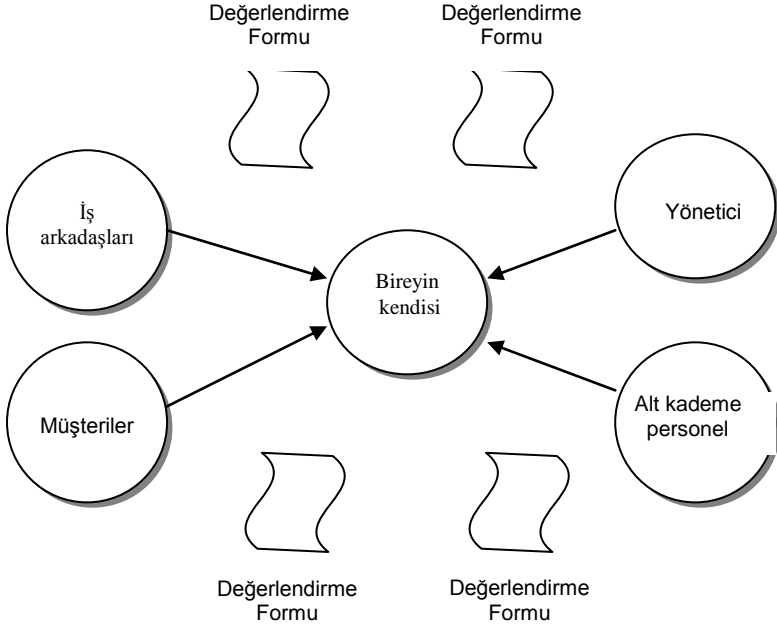 Değerlendirme
Formu
Değerlendirme
Formu
İş
arkadaşları
Yönetici
Bireyin
kendisi
Müşteriler
Alt kademe
personel
Değerlendirme
Formu
Değerlendirme
Formu